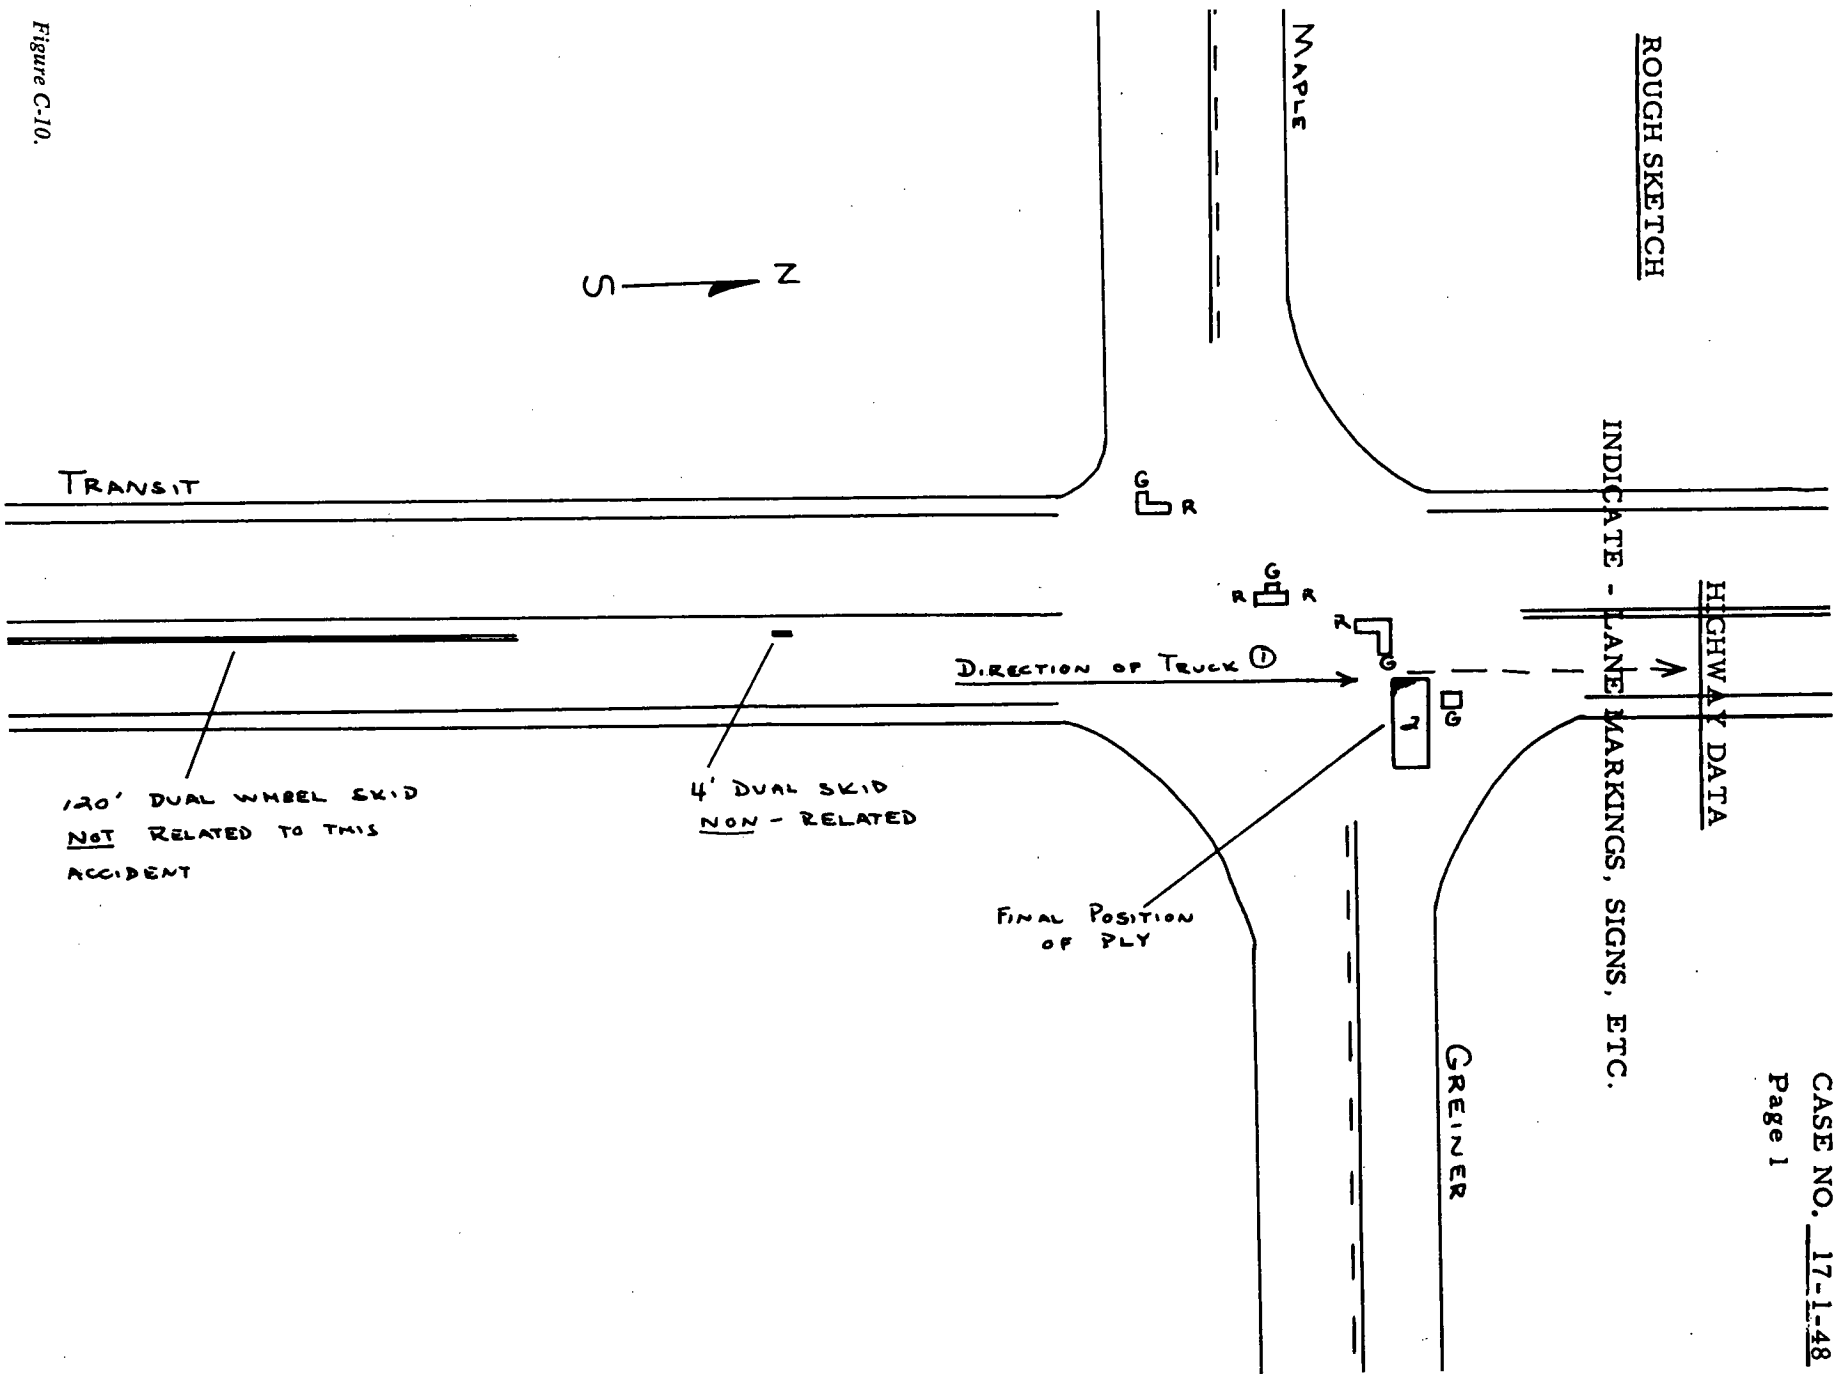 CASE NO. 17-1-48
Page 1
HIGHWAY DATA
ROUGH SKETCH
INDICATE - LANE MARKINGS, SIGNS, ETC.
MAPLE
S
N
TRANSIT
G
R
G
R
R
R
G
DIRECTION OF TRUCK ①
2
G
120' DUAL WHEEL SKID
NOT RELATED TO THIS
ACCIDENT
4' DUAL SKID
NON - RELATED
FINAL POSITION
OF PLY
GREINER
Figure C-10.